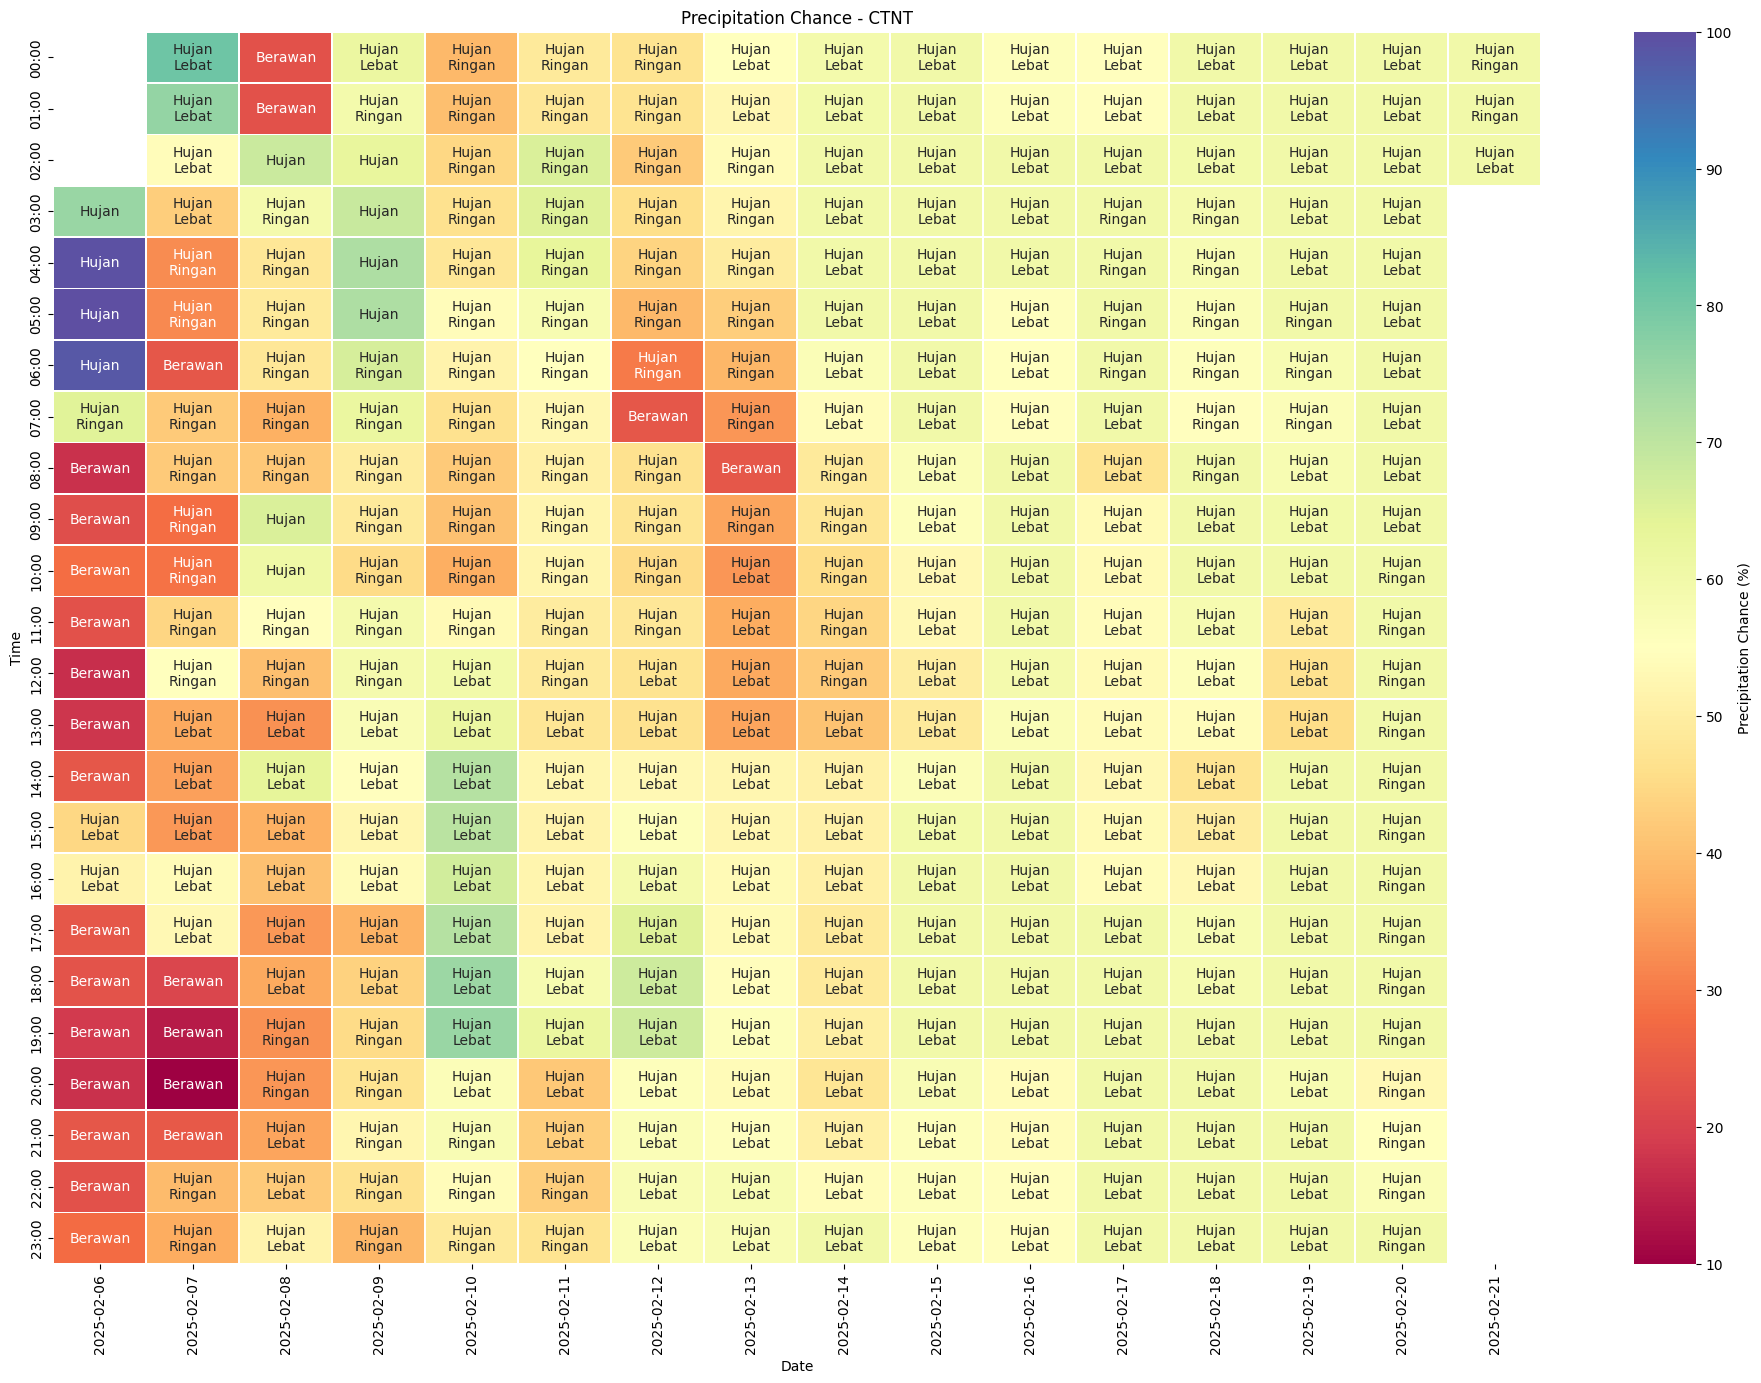 Precipitation Chance - CTNT
00:00 Hujan Lebat Berawan Hujan Lebat Hujan Ringan Hujan Ringan Hujan Ringan Hujan Lebat Hujan Lebat Hujan Lebat Hujan Lebat Hujan Lebat Hujan Lebat Hujan Lebat Hujan Lebat Hujan Ringan
01:00 Hujan Lebat Berawan Hujan Ringan Hujan Ringan Hujan Ringan Hujan Ringan Hujan Lebat Hujan Lebat Hujan Lebat Hujan Lebat Hujan Lebat Hujan Lebat Hujan Lebat Hujan Lebat Hujan Ringan
02:00 Hujan Lebat Hujan Hujan Hujan Ringan Hujan Ringan Hujan Ringan Hujan Ringan Hujan Lebat Hujan Lebat Hujan Lebat Hujan Lebat Hujan Lebat Hujan Lebat Hujan Lebat Hujan Lebat
03:00 Hujan Hujan Lebat Hujan Ringan Hujan Hujan Ringan Hujan Ringan Hujan Ringan Hujan Ringan Hujan Lebat Hujan Lebat Hujan Lebat Hujan Ringan Hujan Ringan Hujan Lebat Hujan Lebat
04:00 Hujan Hujan Ringan Hujan Ringan Hujan Hujan Ringan Hujan Ringan Hujan Ringan Hujan Ringan Hujan Lebat Hujan Lebat Hujan Lebat Hujan Ringan Hujan Ringan Hujan Lebat Hujan Lebat
05:00 Hujan Hujan Ringan Hujan Ringan Hujan Hujan Ringan Hujan Ringan Hujan Ringan Hujan Ringan Hujan Lebat Hujan Lebat Hujan Lebat Hujan Ringan Hujan Ringan Hujan Ringan Hujan Lebat
06:00 Hujan Berawan Hujan Ringan Hujan Ringan Hujan Ringan Hujan Ringan Hujan Ringan Hujan Ringan Hujan Lebat Hujan Lebat Hujan Lebat Hujan Ringan Hujan Ringan Hujan Ringan Hujan Lebat
07:00 Hujan Ringan Hujan Ringan Hujan Ringan Hujan Ringan Hujan Ringan Hujan Ringan Berawan Hujan Ringan Hujan Lebat Hujan Lebat Hujan Lebat Hujan Lebat Hujan Ringan Hujan Ringan Hujan Lebat
08:00 Berawan Hujan Ringan Hujan Ringan Hujan Ringan Hujan Ringan Hujan Ringan Hujan Ringan Berawan Hujan Ringan Hujan Lebat Hujan Lebat Hujan Lebat Hujan Ringan Hujan Lebat Hujan Lebat
09:00 Berawan Hujan Ringan Hujan Hujan Ringan Hujan Ringan Hujan Ringan Hujan Ringan Hujan Ringan Hujan Ringan Hujan Lebat Hujan Lebat Hujan Lebat Hujan Lebat Hujan Lebat Hujan Lebat
10:00 Berawan Hujan Ringan Hujan Hujan Ringan Hujan Ringan Hujan Ringan Hujan Ringan Hujan Lebat Hujan Ringan Hujan Lebat Hujan Lebat Hujan Lebat Hujan Lebat Hujan Lebat Hujan Ringan
11:00 Berawan Hujan Ringan Hujan Ringan Hujan Ringan Hujan Ringan Hujan Ringan Hujan Ringan Hujan Lebat Hujan Ringan Hujan Lebat Hujan Lebat Hujan Lebat Hujan Lebat Hujan Lebat Hujan Ringan
12:00 Berawan Hujan Ringan Hujan Ringan Hujan Ringan Hujan Lebat Hujan Ringan Hujan Lebat Hujan Lebat Hujan Ringan Hujan Lebat Hujan Lebat Hujan Lebat Hujan Lebat Hujan Lebat Hujan Ringan
13:00 Berawan Hujan Lebat Hujan Lebat Hujan Lebat Hujan Lebat Hujan Lebat Hujan Lebat Hujan Lebat Hujan Lebat Hujan Lebat Hujan Lebat Hujan Lebat Hujan Lebat Hujan Lebat Hujan Ringan
14:00 Berawan Hujan Lebat Hujan Lebat Hujan Lebat Hujan Lebat Hujan Lebat Hujan Lebat Hujan Lebat Hujan Lebat Hujan Lebat Hujan Lebat Hujan Lebat Hujan Lebat Hujan Lebat Hujan Ringan
15:00 Hujan Lebat Hujan Lebat Hujan Lebat Hujan Lebat Hujan Lebat Hujan Lebat Hujan Lebat Hujan Lebat Hujan Lebat Hujan Lebat Hujan Lebat Hujan Lebat Hujan Lebat Hujan Lebat Hujan Ringan
16:00 Hujan Lebat Hujan Lebat Hujan Lebat Hujan Lebat Hujan Lebat Hujan Lebat Hujan Lebat Hujan Lebat Hujan Lebat Hujan Lebat Hujan Lebat Hujan Lebat Hujan Lebat Hujan Lebat Hujan Ringan
17:00 Berawan Hujan Lebat Hujan Lebat Hujan Lebat Hujan Lebat Hujan Lebat Hujan Lebat Hujan Lebat Hujan Lebat Hujan Lebat Hujan Lebat Hujan Lebat Hujan Lebat Hujan Lebat Hujan Ringan
18:00 Berawan Berawan Hujan Lebat Hujan Lebat Hujan Lebat Hujan Lebat Hujan Lebat Hujan Lebat Hujan Lebat Hujan Lebat Hujan Lebat Hujan Lebat Hujan Lebat Hujan Lebat Hujan Ringan
19:00 Berawan Berawan Hujan Ringan Hujan Ringan Hujan Lebat Hujan Lebat Hujan Lebat Hujan Lebat Hujan Lebat Hujan Lebat Hujan Lebat Hujan Lebat Hujan Lebat Hujan Lebat Hujan Ringan
20:00 Berawan Berawan Hujan Ringan Hujan Ringan Hujan Lebat Hujan Lebat Hujan Lebat Hujan Lebat Hujan Lebat Hujan Lebat Hujan Lebat Hujan Lebat Hujan Lebat Hujan Lebat Hujan Ringan
21:00 Berawan Berawan Hujan Lebat Hujan Ringan Hujan Ringan Hujan Lebat Hujan Lebat Hujan Lebat Hujan Lebat Hujan Lebat Hujan Lebat Hujan Lebat Hujan Lebat Hujan Lebat Hujan Ringan
22:00 Berawan Hujan Ringan Hujan Lebat Hujan Ringan Hujan Ringan Hujan Ringan Hujan Lebat Hujan Lebat Hujan Lebat Hujan Lebat Hujan Lebat Hujan Lebat Hujan Lebat Hujan Lebat Hujan Ringan
23:00 Berawan Hujan Ringan Hujan Lebat Hujan Ringan Hujan Ringan Hujan Ringan Hujan Lebat Hujan Lebat Hujan Lebat Hujan Lebat Hujan Lebat Hujan Lebat Hujan Lebat Hujan Lebat Hujan Ringan
Time
2025-02-06 2025-02-07 2025-02-08 2025-02-09 2025-02-10 2025-02-11 2025-02-12 2025-02-13 2025-02-14 2025-02-15 2025-02-16 2025-02-17 2025-02-18 2025-02-19 2025-02-20 2025-02-21
Date
100
90
80
70
60
50
40
30
20
10
Precipitation Chance (%)